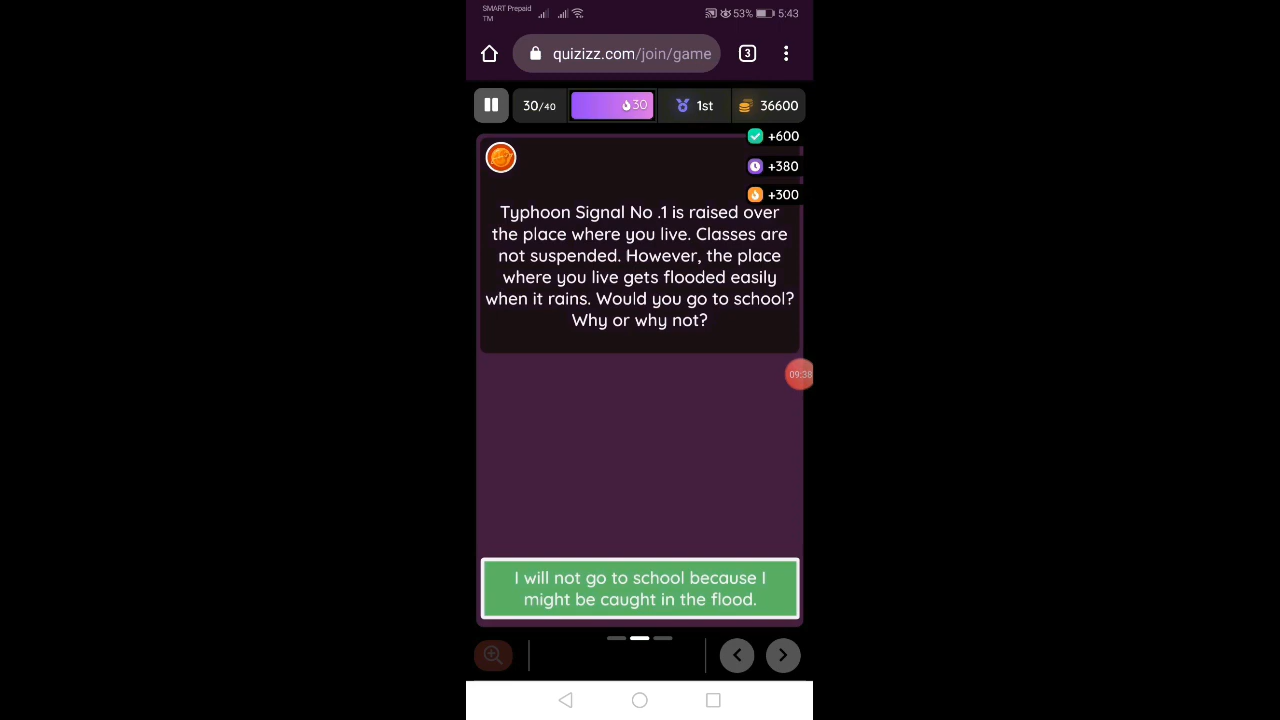 SMART Prepaid
TM
53%
5:43
quizizz.com/join/game
3
30/40
30
1st
36600
+600
+380
+300
Typhoon Signal No .1 is raised over
the place where you live. Classes are
not suspended. However, the place
where you live gets flooded easily
when it rains. Would you go to school?
Why or why not?
09:38
I will not go to school because I
might be caught in the flood.